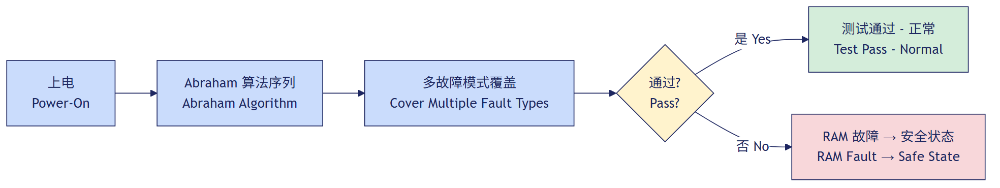 上电
Power-On
Abraham 算法序列
Abraham Algorithm
多故障模式覆盖
Cover Multiple Fault Types
通过?
Pass?
是 Yes
测试通过 - 正常
Test Pass - Normal
否 No
RAM 故障 → 安全状态
RAM Fault → Safe State